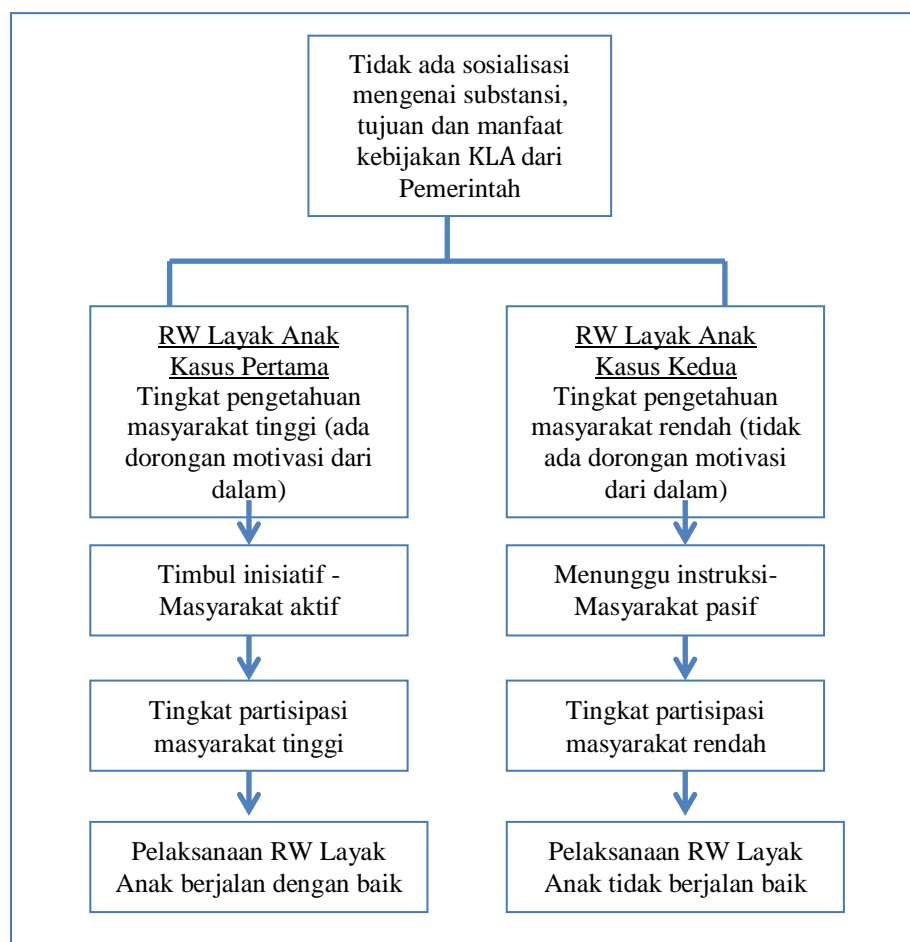 Tidak ada sosialisasi
mengenai substansi,
tujuan dan manfaat
kebijakan KLA dari
Pemerintah
RW Layak Anak
Kasus Pertama
Tingkat pengetahuan
masyarakat tinggi (ada
dorongan motivasi dari
dalam)
Timbul inisiatif -
Masyarakat aktif
Tingkat partisipasi
masyarakat tinggi
Pelaksanaan RW Layak
Anak berjalan dengan baik
RW Layak Anak
Kasus Kedua
Tingkat pengetahuan
masyarakat rendah (tidak
ada dorongan motivasi
dari dalam)
Menunggu instruksi-
Masyarakat pasif
Tingkat partisipasi
masyarakat rendah
Pelaksanaan RW Layak
Anak tidak berjalan baik